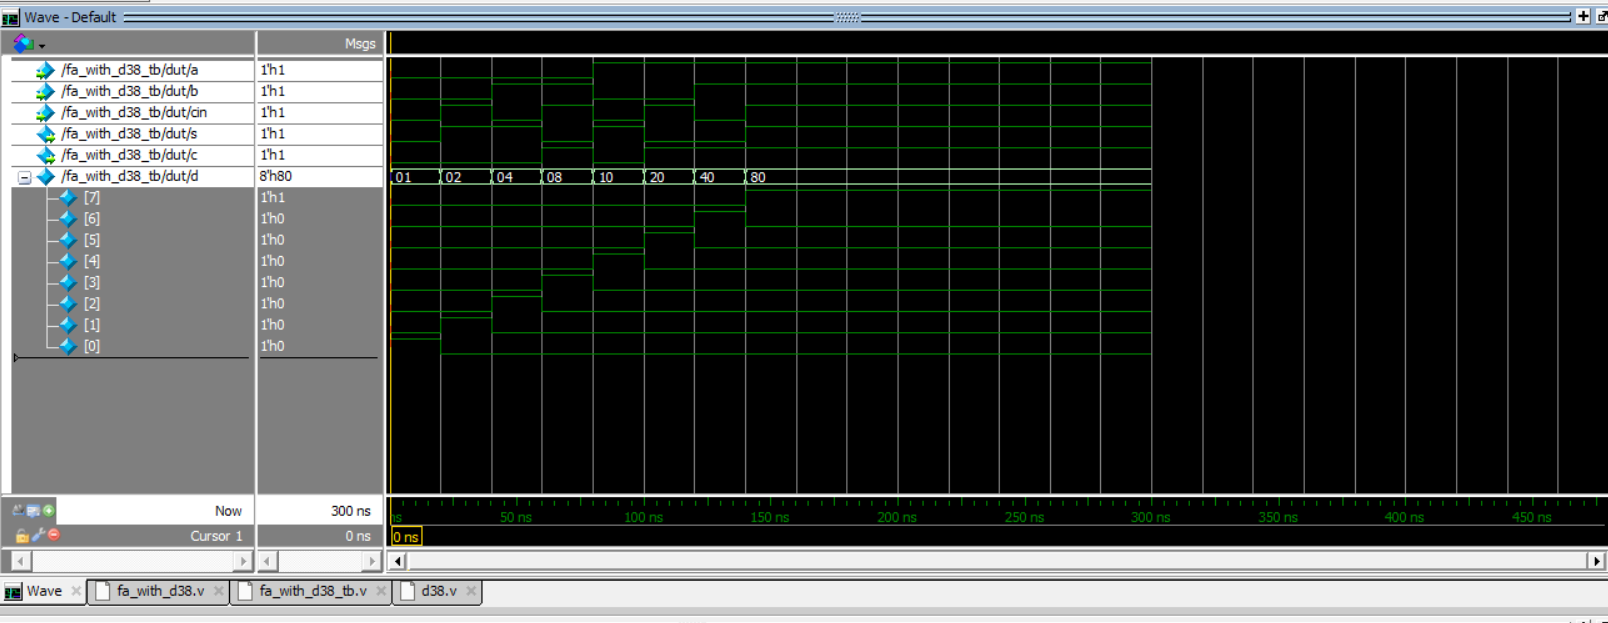 Wave - Default
Msgs
/fa_with_d38_tb/dut/a 1'h1
/fa_with_d38_tb/dut/b 1'h1
/fa_with_d38_tb/dut/cin 1'h1
/fa_with_d38_tb/dut/s 1'h1
/fa_with_d38_tb/dut/c 1'h1
/fa_with_d38_tb/dut/d 8'h80 01 02 04 08 10 20 40 80
[7] 1'h1
[6] 1'h0
[5] 1'h0
[4] 1'h0
[3] 1'h0
[2] 1'h0
[1] 1'h0
[0] 1'h0
Now 300 ns ns 50 ns 100 ns 150 ns 200 ns 250 ns 300 ns 350 ns 400 ns 450 ns
Cursor 1 0 ns 0 ns
Wave fa_with_d38.v fa_with_d38_tb.v d38.v